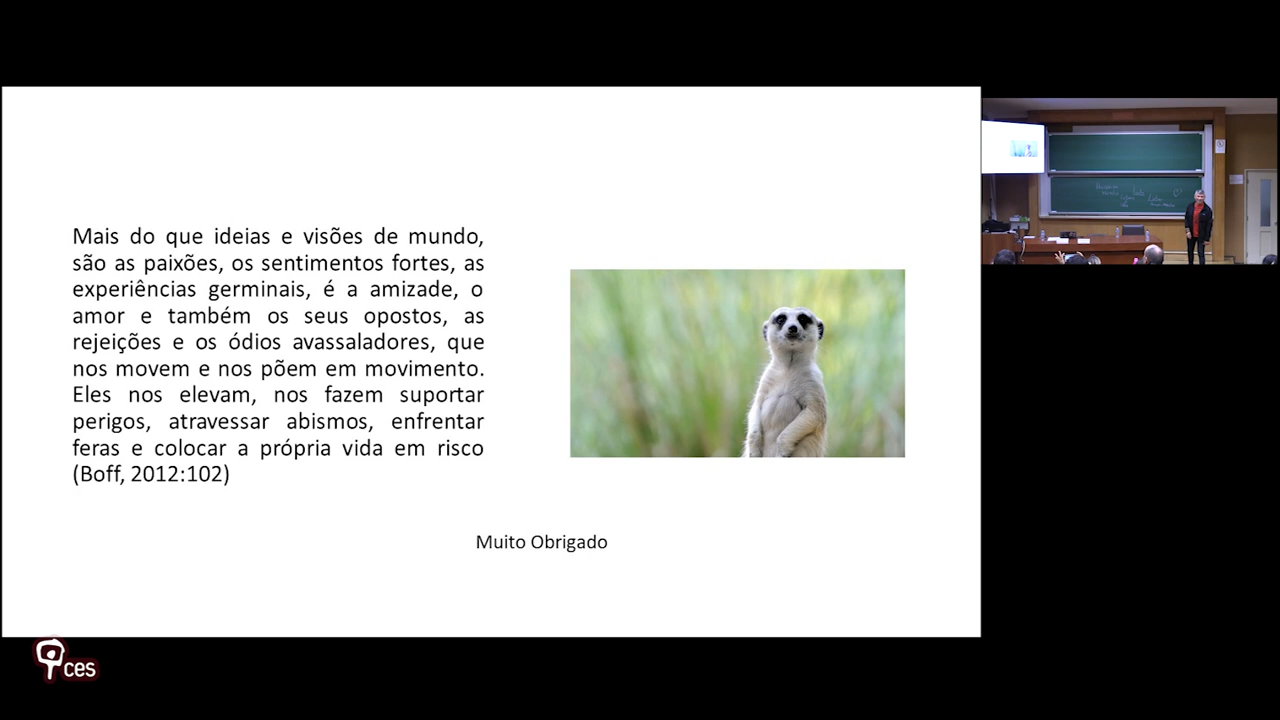 Mais do que ideias e visões de mundo,
são as paixões, os sentimentos fortes, as
experiências germinais, é a amizade, o
amor e também os seus opostos, as
rejeições e os ódios avassaladores, que
nos movem e nos põem em movimento.
Eles nos elevam, nos fazem suportar
perigos, atravessar abismos, enfrentar
feras e colocar a própria vida em risco
(Boff, 2012:102)
Muito Obrigado
ces